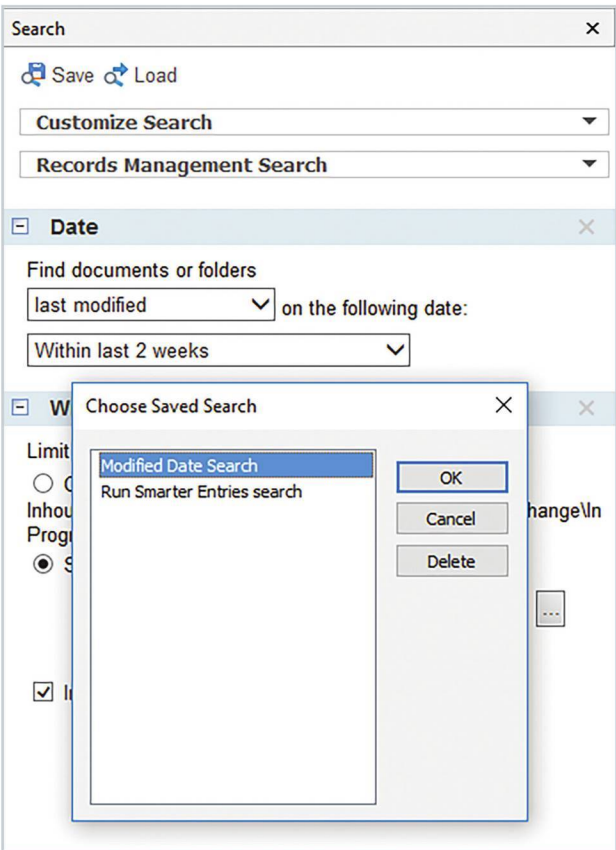 Search
Save Load
Customize Search
Records Management Search
Date
Find documents or folders
last modified on the following date:
Within last 2 weeks
Choose Saved Search
Limit
Modified Date Search
OK
Run Smarter Entries search
Inhou
hange\In
Cancel
Progr
Delete
...